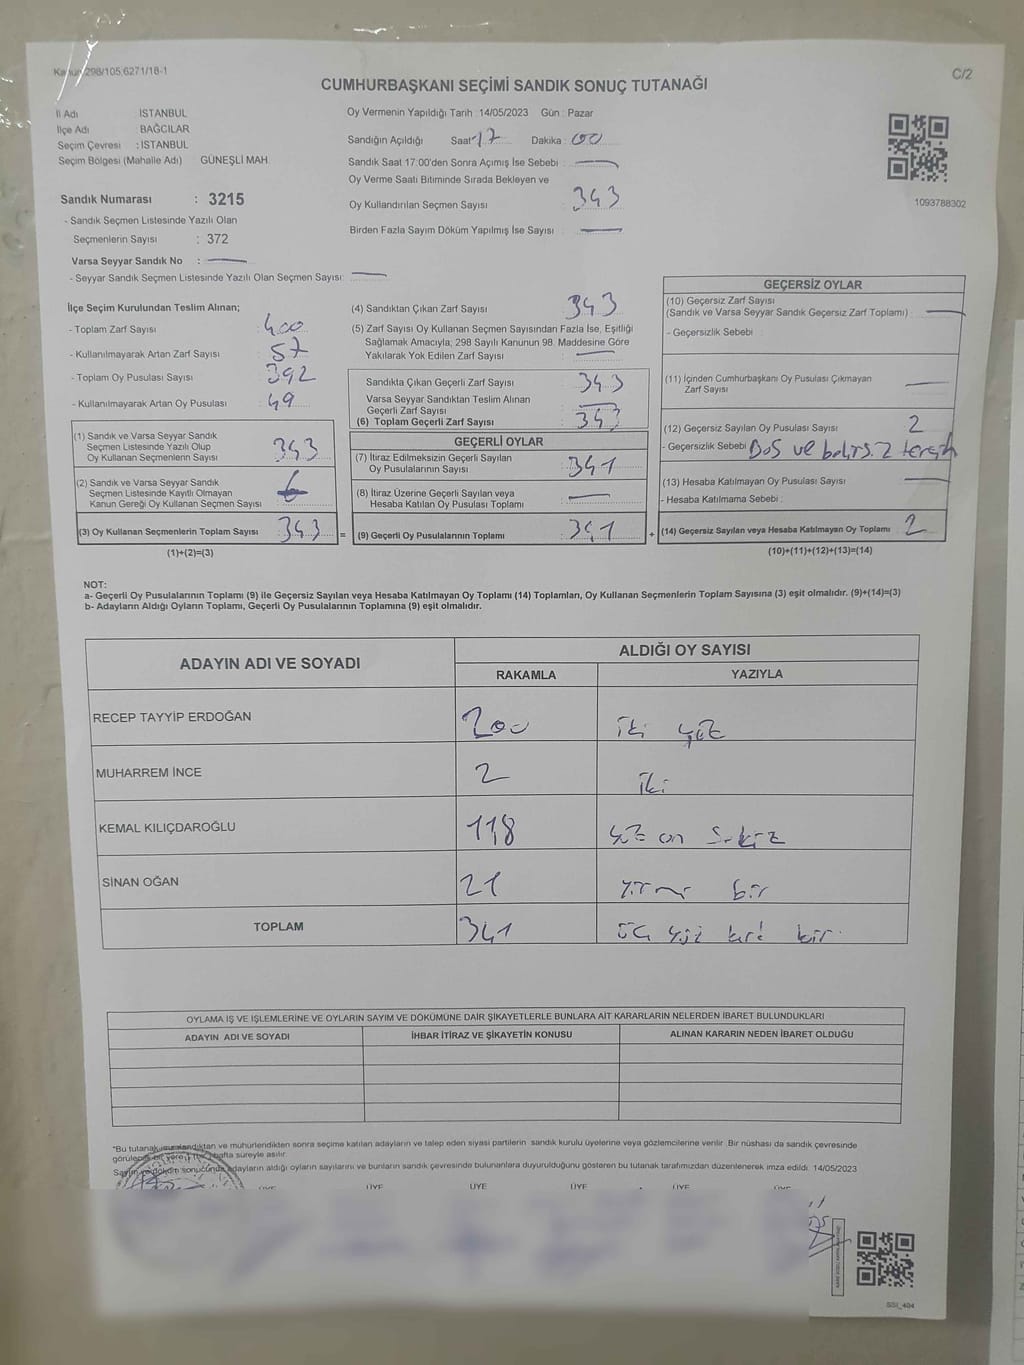 Kanun 298/105,6271/18-1
C/2
CUMHURBAŞKANI SEÇİMİ SANDIK SONUÇ TUTANAĞI
İl Adı İSTANBUL
İlçe Adı BAĞCILAR
Seçim Çevresi : İSTANBUL
Seçim Bölgesi (Mahalle Adı) GÜNEŞLİ MAH.
Sandık Numarası : 3215
- Sandık Seçmen Listesinde Yazılı Olan
Seçmenlerin Sayısı : 372
Varsa Seyyar Sandık No :
- Seyyar Sandık Seçmen Listesinde Yazılı Olan Seçmen Sayısı:
Oy Vermenin Yapıldığı Tarih : 14/05/2023 Gün : Pazar
Sandığın Açıldığı Saat 17 Dakika : 00
Sandık Saat 17:00'den Sonra Açılmış İse Sebebi :
Oy Verme Saati Bitiminde Sırada Bekleyen ve
Oy Kullandırılan Seçmen Sayısı : 343
Birden Fazla Sayım Döküm Yapılmış İse Sayısı :
1093788302
İlçe Seçim Kurulundan Teslim Alınan;
- Toplam Zarf Sayısı : 400
- Kullanılmayarak Artan Zarf Sayısı : 57
- Toplam Oy Pusulası Sayısı : 392
- Kullanılmayarak Artan Oy Pusulası : 49
(1) Sandık ve Varsa Seyyar Sandık
Seçmen Listesinde Yazılı Olup
Oy Kullanan Seçmenlerin Sayısı 343
(2) Sandık ve Varsa Seyyar Sandık
Seçmen Listesinde Kayıtlı Olmayan
Kanun Gereği Oy Kullanan Seçmen Sayısı
(3) Oy Kullanan Seçmenlerin Toplam Sayısı 343 =
(1)+(2)=(3)
(4) Sandıktan Çıkan Zarf Sayısı : 343
(5) Zarf Sayısı Oy Kullanan Seçmen Sayısından Fazla İse, Eşitliği
Sağlamak Amacıyla; 298 Sayılı Kanunun 98. Maddesine Göre
Yakılarak Yok Edilen Zarf Sayısı :
Sandıkta Çıkan Geçerli Zarf Sayısı : 343
Varsa Seyyar Sandıktan Teslim Alınan
Geçerli Zarf Sayısı :
(6) Toplam Geçerli Zarf Sayısı : 343
GEÇERLİ OYLAR
(7) İtiraz Edilmeksizin Geçerli Sayılan
Oy Pusulalarının Sayısı : 341
(8) İtiraz Üzerine Geçerli Sayılan veya
Hesaba Katılan Oy Pusulası Toplamı :
(9) Geçerli Oy Pusulalarının Toplamı : 341 +
GEÇERSİZ OYLAR
(10) Geçersiz Zarf Sayısı
(Sandık ve Varsa Seyyar Sandık Geçersiz Zarf Toplamı) :
- Geçersizlik Sebebi :
(11) İçinden Cumhurbaşkanı Oy Pusulası Çıkmayan
Zarf Sayısı
(12) Geçersiz Sayılan Oy Pusulası Sayısı : 2
- Geçersizlik Sebebi Boş ve
(13) Hesaba Katılmayan Oy Pusulası Sayısı :
- Hesaba Katılmama Sebebi :
(14) Geçersiz Sayılan veya Hesaba Katılmayan Oy Toplamı 2
(10)+(11)+(12)+(13)=(14)
NOT:
a- Geçerli Oy Pusulalarının Toplamı (9) ile Geçersiz Sayılan veya Hesaba Katılmayan Oy Toplamı (14) Toplamları, Oy Kullanan Seçmenlerin Toplam Sayısına (3) eşit olmalıdır. (9)+(14)=(3)
b- Adayların Aldığı Oyların Toplamı, Geçerli Oy Pusulalarının Toplamına (9) eşit olmalıdır.
ADAYIN ADI VE SOYADI ALDIĞI OY SAYISI
RAKAMLA YAZIYLA
RECEP TAYYİP ERDOĞAN 200 iki yüz
MUHARREM İNCE 2 iki
KEMAL KILIÇDAROĞLU 118 yüz on sekiz
SİNAN OĞAN 21 yirmi bir
TOPLAM 341 üç yüz kırk bir
OYLAMA İŞ VE İŞLEMLERİNE VE OYLARIN SAYIM VE DÖKÜMÜNE DAİR ŞİKAYETLERLE BUNLARA AİT KARARLARIN NELERDEN İBARET BULUNDUKLARI
ADAYIN ADI VE SOYADI İHBAR İTİRAZ VE ŞİKAYETİN KONUSU ALINAN KARARIN NEDEN İBARET OLDUĞU
"Bu tutanak imzalandıktan ve mühürlendikten sonra seçime katılan adayların ve talep eden siyasi partilerin sandık kurulu üyelerine veya gözlemcilerine verilir. Bir nüshası da sandık çevresinde
görülecek bir yere 1 hafta süreyle asılır.
Sayım ve döküm sonucunda adayların aldığı oyların sayılarını ve bunların sandık çevresinde bulunanlara duyurulduğunu gösteren bu tutanak tarafımızdan düzenlenerek imza edildi. 14/05/2023
ÜYE ÜYE ÜYE ÜYE ÜYE ÜYE
SSI_404